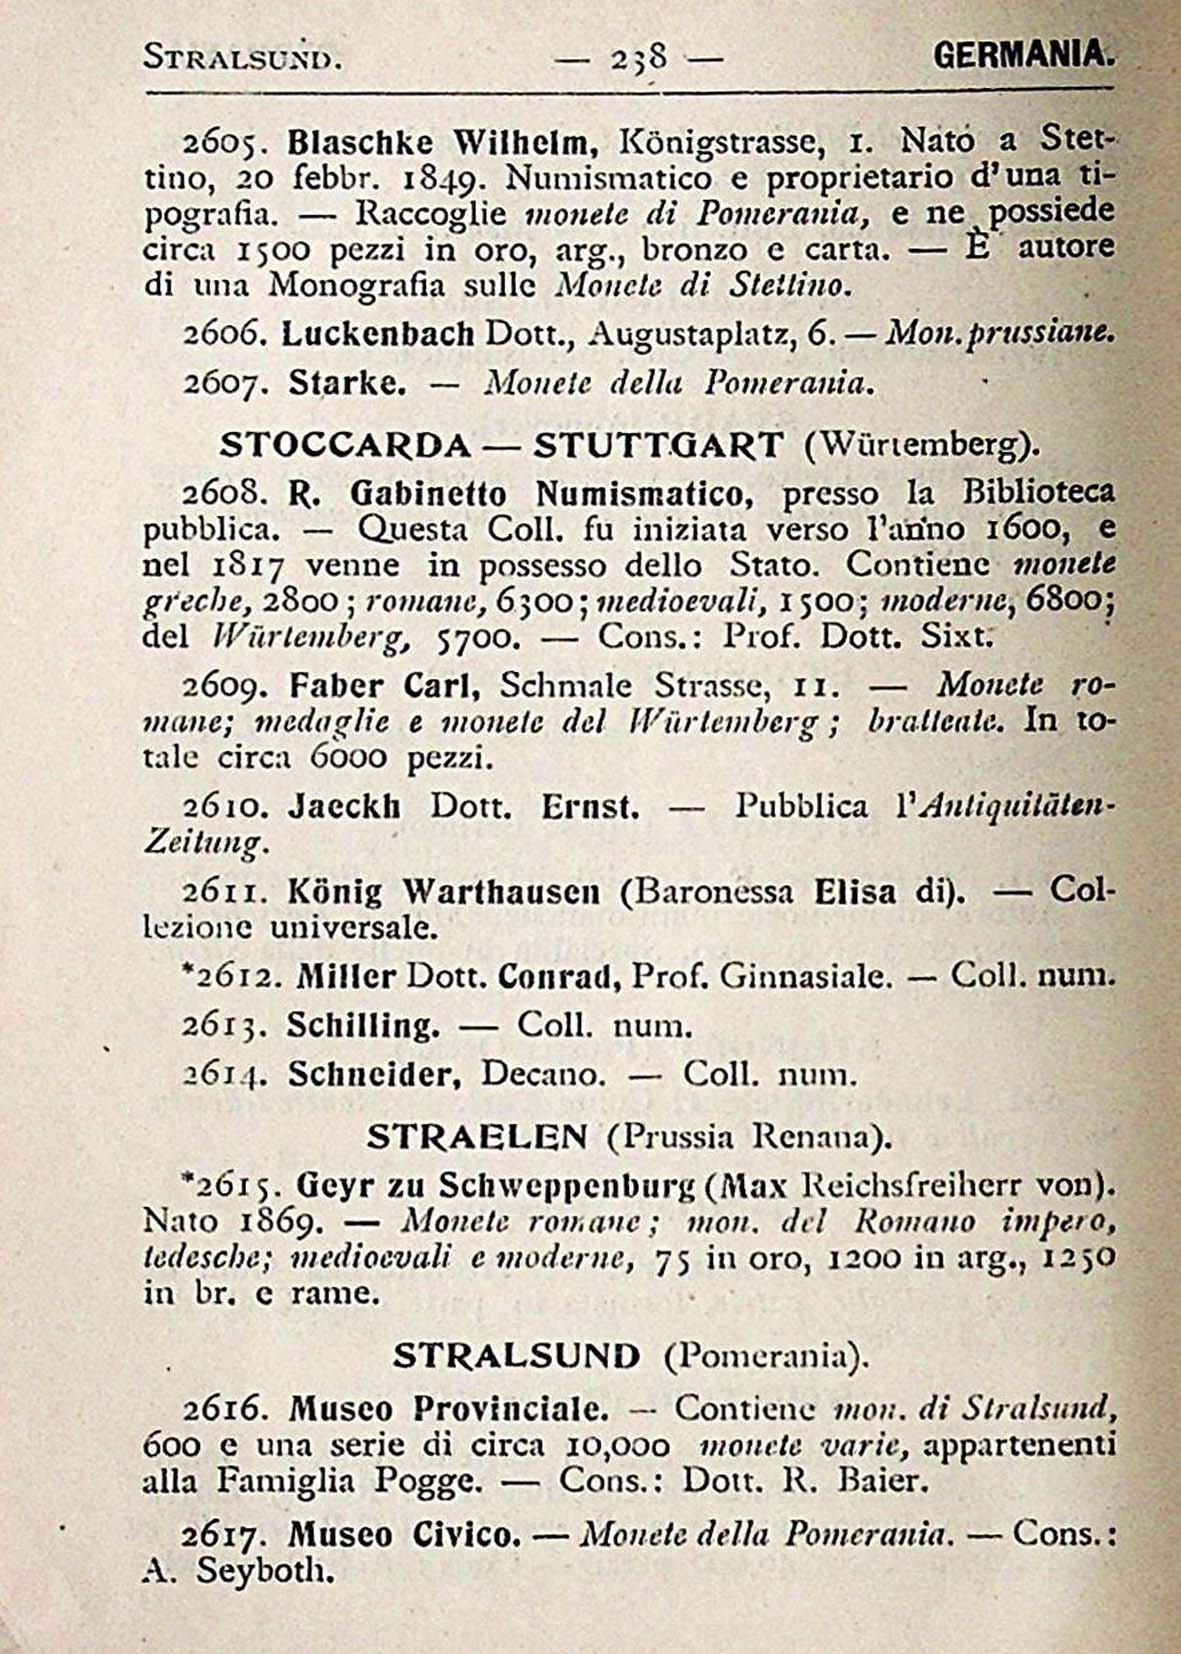 STRALSUND. — 238 — GERMANIA.
2605. Blaschke Wilhelm, Königstrasse, 1. Nato a Stet-
tino, 20 febbr. 1849. Numismatico e proprietario d'una ti-
pografia. — Raccoglie monete di Pomerania, e ne possiede
circa 1500 pezzi in oro, arg., bronzo e carta. — È autore
di una Monografia sulle Monete di Stettino.
2606. Luckenbach Dott., Augustaplatz, 6. — Mon. prussiane.
2607. Starke. — Monete della Pomerania.
STOCCARDA — STUTTGART (Würtemberg).
2608. R. Gabinetto Numismatico, presso la Biblioteca
pubblica. — Questa Coll. fu iniziata verso l'anno 1600, e
nel 1817 venne in possesso dello Stato. Contiene monete
greche, 2800; romane, 6300; medioevali, 1500; moderne, 6800;
del Würtemberg, 5700. — Cons.: Prof. Dott. Sixt.
2609. Faber Carl, Schmale Strasse, 11. — Monete ro-
mane; medaglie e monete del Würtemberg; bratteate. In to-
tale circa 6000 pezzi.
2610. Jaeckh Dott. Ernst. — Pubblica l'Antiquitäten-
Zeitung.
2611. König Warthausen (Baronessa Elisa di). — Col-
lezione universale.
*2612. Miller Dott. Conrad, Prof. Ginnasiale. — Coll. num.
2613. Schilling. — Coll. num.
2614. Schneider, Decano. — Coll. num.
STRAELEN (Prussia Renana).
*2615. Geyr zu Schweppenburg (Max Reichsfreiherr von).
Nato 1869. — Monete romane; mon. del Romano impero,
tedesche; medioevali e moderne, 75 in oro, 1200 in arg., 1250
in br. e rame.
STRALSUND (Pomerania).
2616. Museo Provinciale. — Contiene mon. di Stralsund,
600 e una serie di circa 10,000 monete varie, appartenenti
alla Famiglia Pogge. — Cons.: Dott. R. Baier.
2617. Museo Civico. — Monete della Pomerania. — Cons.:
A. Seyboth.